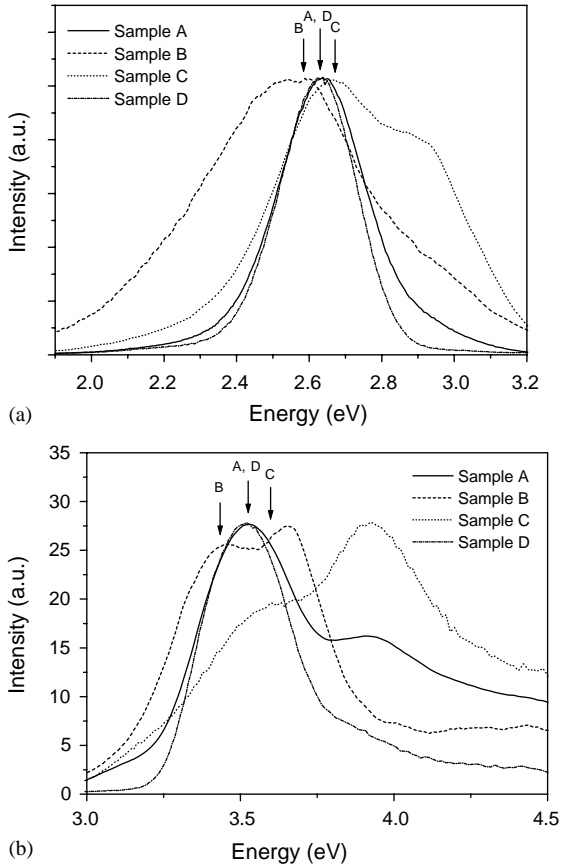 Sample A
Sample B
Sample C
Sample D
A, D
B C
Intensity (a.u.)
2.0 2.2 2.4 2.6 2.8 3.0 3.2
Energy (eV)
(a)
35
30
25
20
15
10
5
0
A, D
B C
Sample A
Sample B
Sample C
Sample D
Intensity (a.u.)
3.0 3.5 4.0 4.5
Energy (eV)
(b)